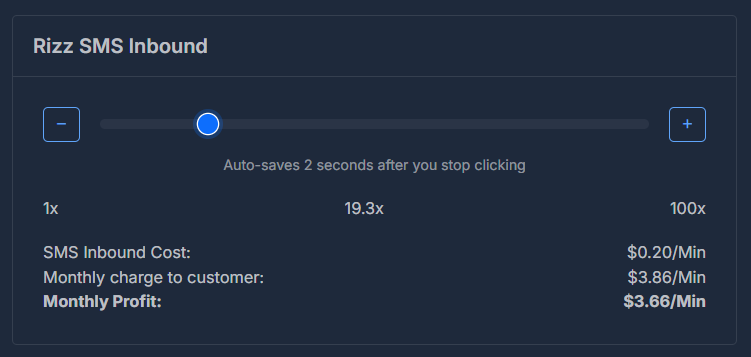 Rizz SMS Inbound
−
+
Auto-saves 2 seconds after you stop clicking
1x 19.3x 100x
SMS Inbound Cost: $0.20/Min
Monthly charge to customer: $3.86/Min
Monthly Profit: $3.66/Min